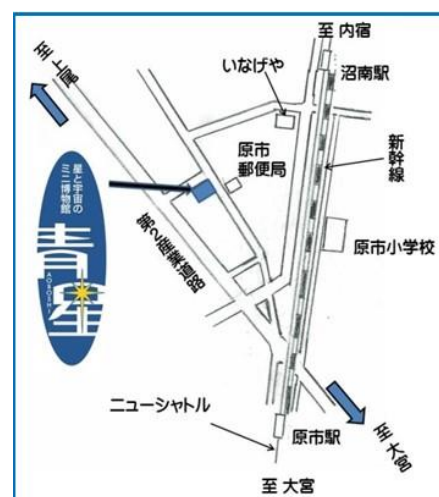 至 内宿
至 上尾
いなげや
沼南駅
原市
郵便局
新幹線
星と宇宙の
ミニ博物館
青星
AOBOSHI
第2産業道路
原市小学校
ニューシャトル
原市駅
至 大宮
至 大宮